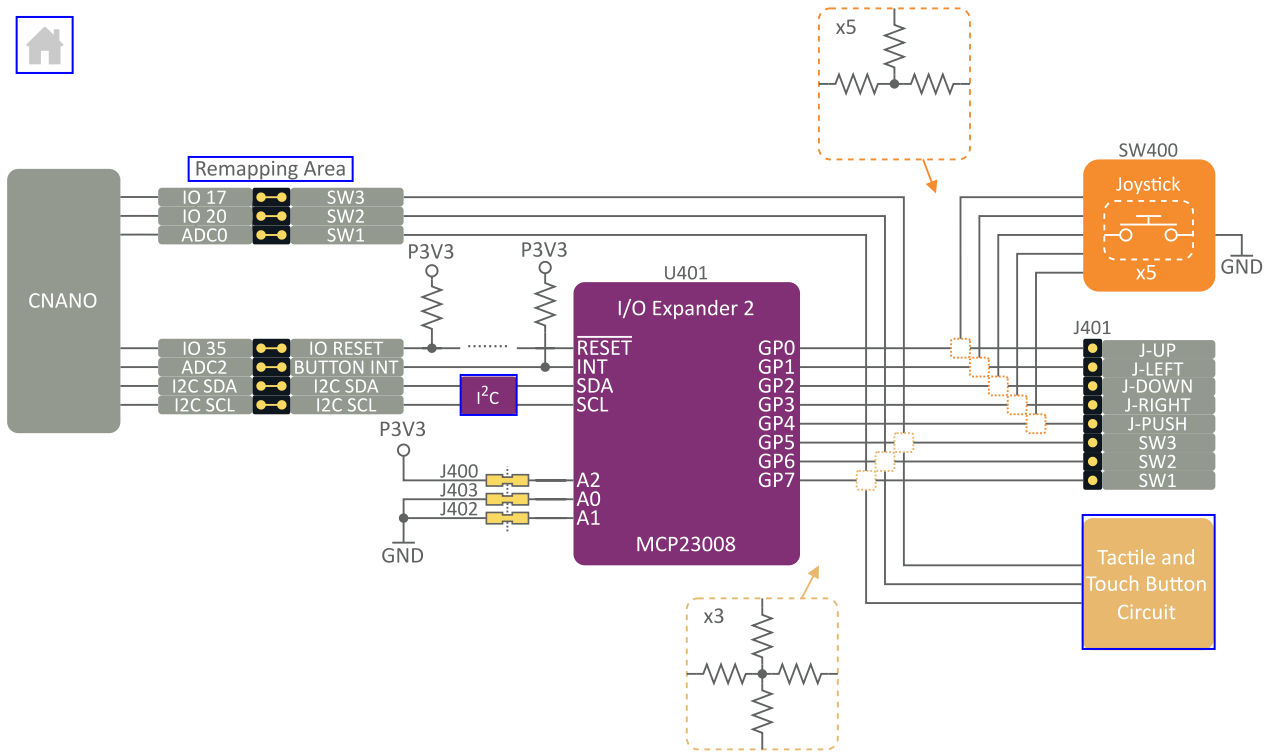 x5
SW400
Joystick
x5
GND
Remapping Area
IO 17 SW3
IO 20 SW2
ADC0 SW1
CNANO
P3V3
P3V3
U401
I/O Expander 2
J401
IO 35 IO RESET
ADC2 BUTTON INT
I2C SDA I2C SDA
I2C SCL I2C SCL
I²C
RESET GP0 J-UP
INT GP1 J-LEFT
SDA GP2 J-DOWN
SCL GP3 J-RIGHT
GP4 J-PUSH
GP5 SW3
GP6 SW2
GP7 SW1
P3V3
J400 A2
J403 A0
J402 A1
GND
MCP23008
Tactile and
Touch Button
Circuit
x3